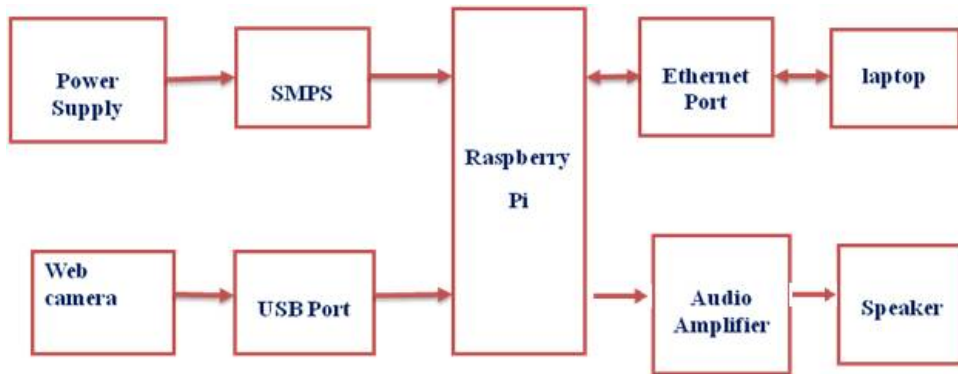 Power
Supply
SMPS
Raspberry
Pi
Ethernet
Port
laptop
Web
camera
USB Port
Audio
Amplifier
Speaker